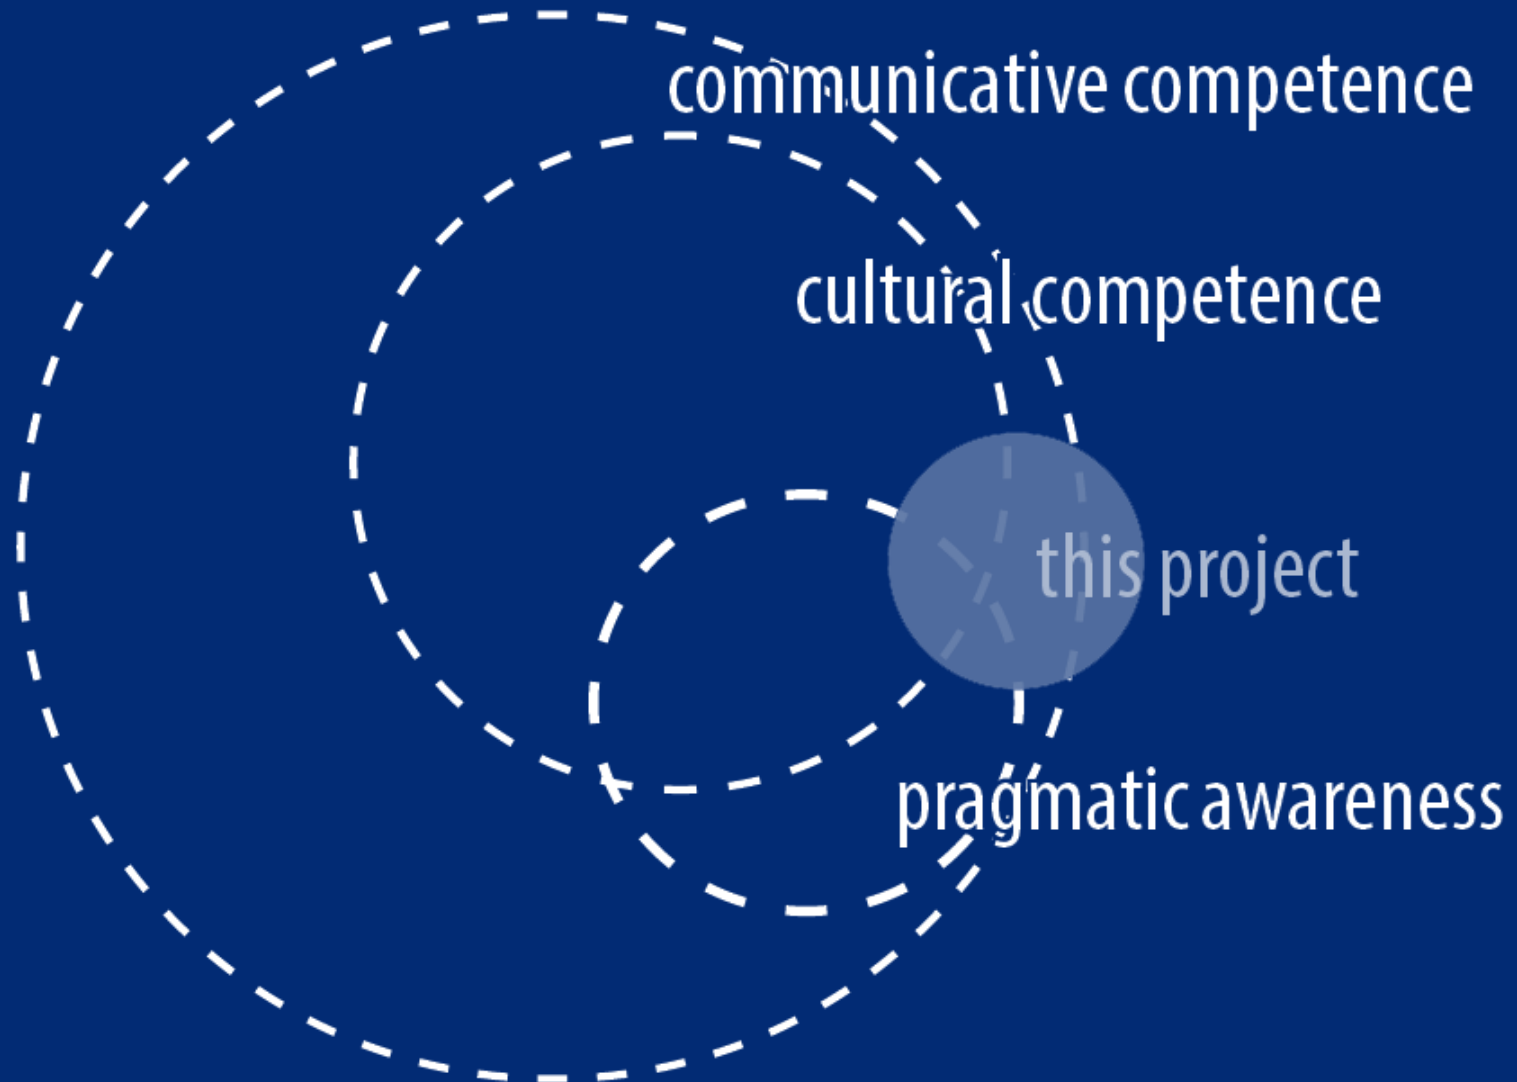 communicative competence
cultural competence
this project
pragmatic awareness